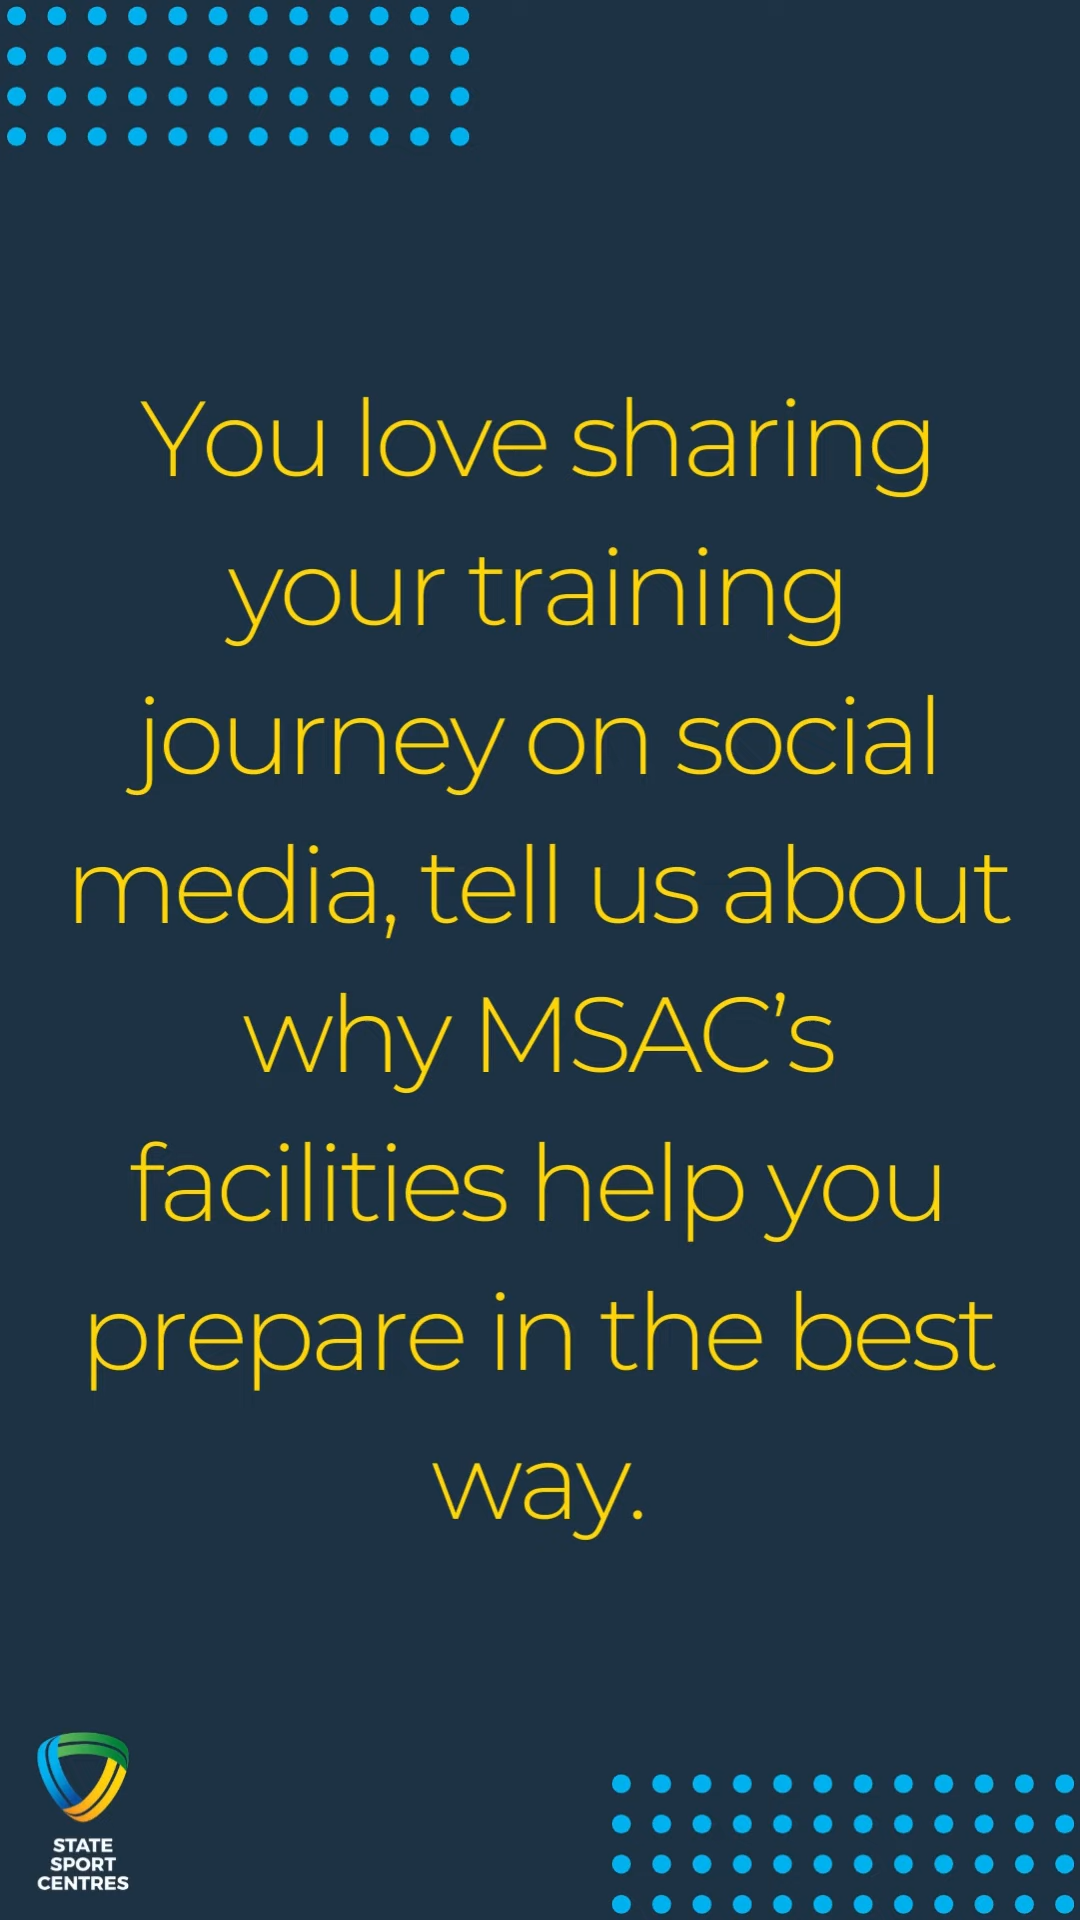 You love sharing
your training
journey on social
media, tell us about
why MSAC’s
facilities help you
prepare in the best
way.
STATE
SPORT
CENTRES